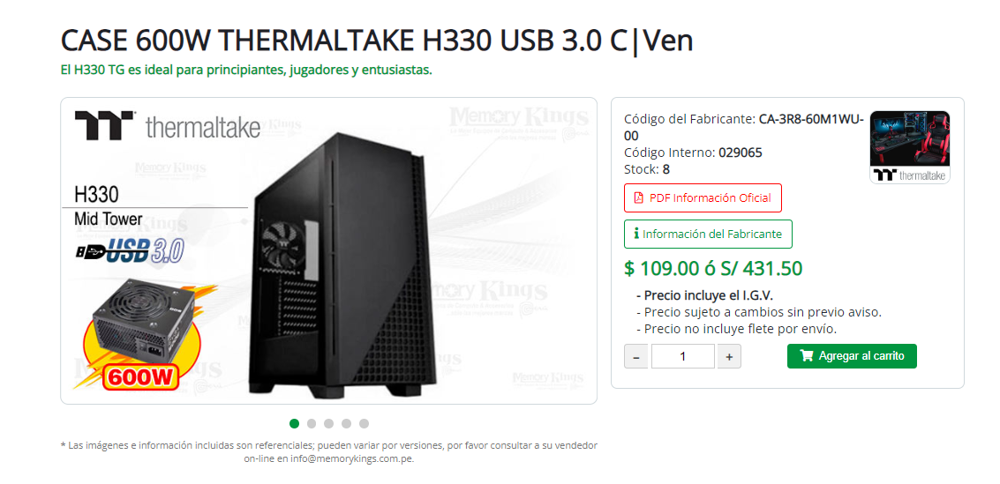 CASE 600W THERMALTAKE H330 USB 3.0 C|Ven
El H330 TG es ideal para principiantes, jugadores y entusiastas.
thermaltake
Memory Kings
H330
Mid Tower
USB 3.0
600W
Memory Kings
* Las imágenes e información incluidas son referenciales; pueden variar por versiones, por favor consultar a su vendedor
on-line en info@memorykings.com.pe.
Código del Fabricante: CA-3R8-60M1WU-
00
Código Interno: 029065
Stock: 8
thermaltake
PDF Información Oficial
Información del Fabricante
$ 109.00 ó S/ 431.50
- Precio incluye el I.G.V.
- Precio sujeto a cambios sin previo aviso.
- Precio no incluye flete por envío.
– 1 +
Agregar al carrito